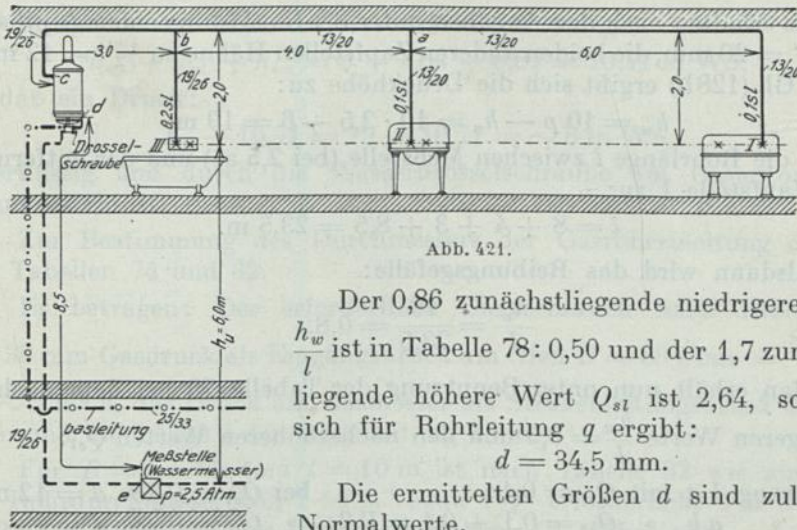 19/26
3,0
b
13/20
4,0
a
13/20
6,0
c
d
19/26
0,2 sl
2,0
13/20
0,1 sl
2,0
13/20
0,1 sl
Drossel-
schraube
III
II
I
8,5
hü = 6,0 m
19/26
25/33
basleitung
Meßstelle
(Wassermesser)
e
p=2,5 Atm
Abb. 421.
Der 0,86 zunächstliegende niedrigere
h_w/l ist in Tabelle 78: 0,50 und der 1,7 zun
liegende höhere Wert Q_sl ist 2,64, so
sich für Rohrleitung q ergibt:
d = 34,5 mm.
Die ermittelten Größen d sind zul
Normalwerte.